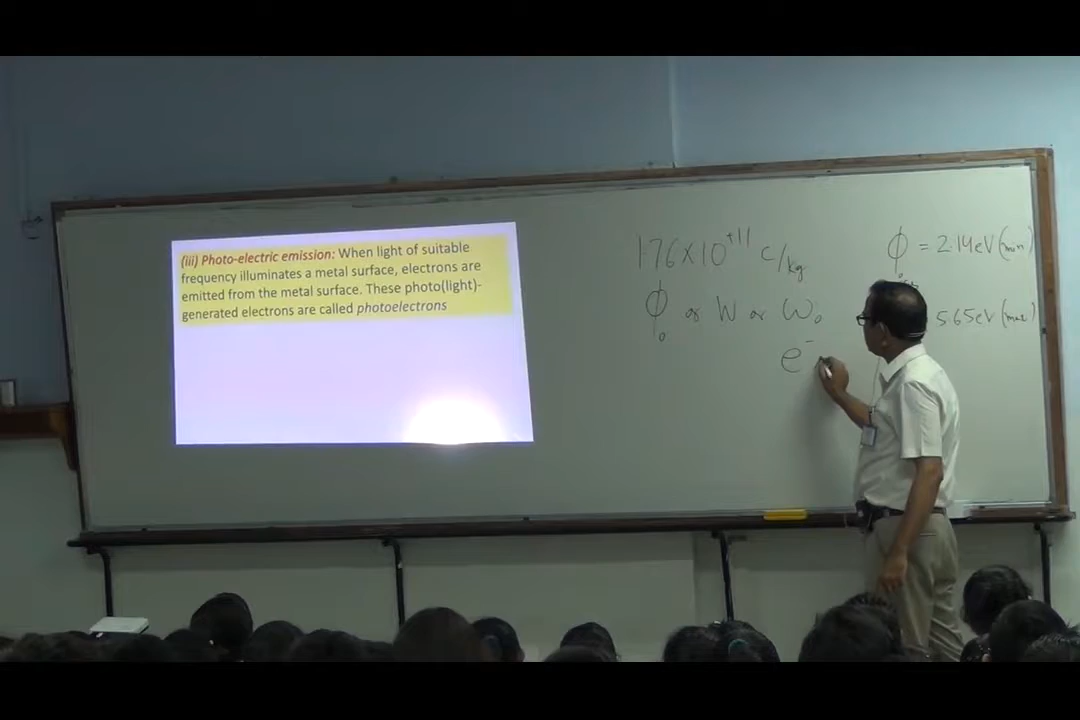 (iii) Photo-electric emission: When light of suitable
frequency illuminates a metal surface, electrons are
emitted from the metal surface. These photo(light)-
generated electrons are called photoelectrons
1.76×10⁺¹¹ C/kg
ϕ₀ or W or ω₀
e⁻
ϕ = 2.14eV (min)
5.65eV (max)